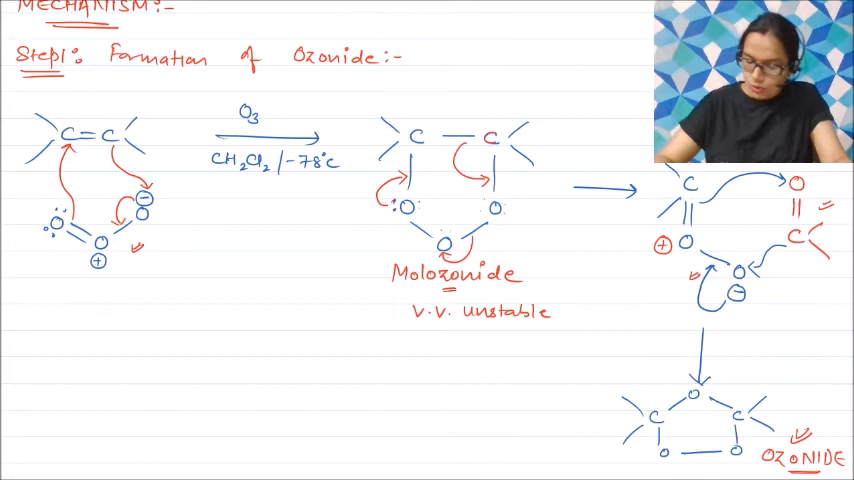 MECHANISM:-
Step1: Formation of Ozonide:-
O3
CH2Cl2/-78°C
C=C
O
O
O
⊖
⊕
C — C
O
O
O
Molozonide
v.v. unstable
C
O
⊕
O
⊖
O
C
O
C
C
O
O
OZONIDE